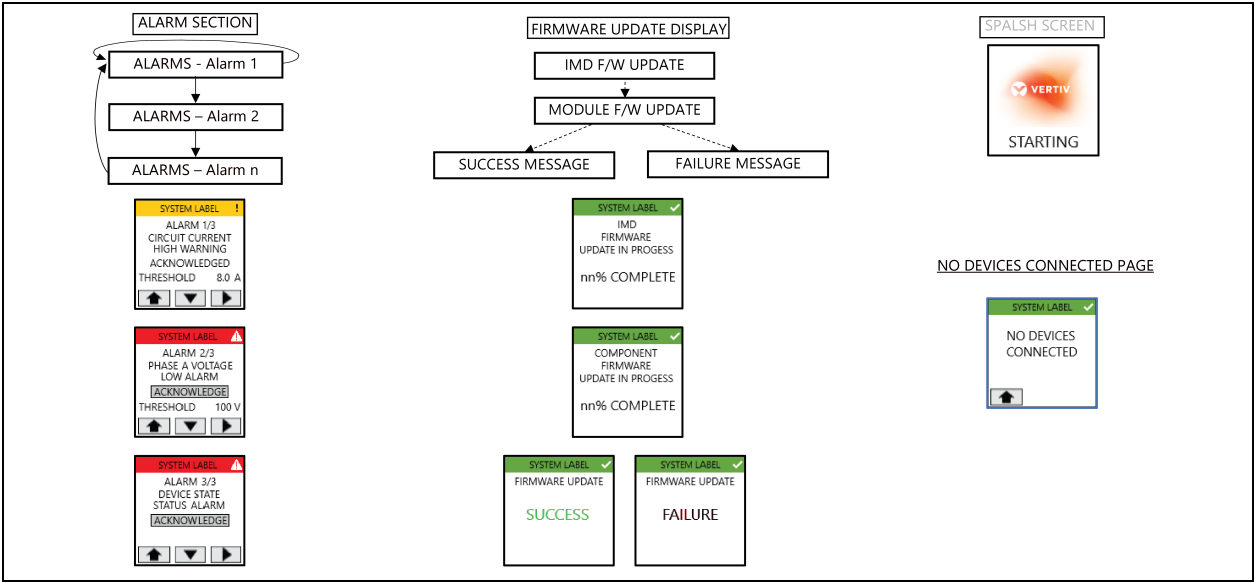 ALARM SECTION
ALARMS - Alarm 1
ALARMS – Alarm 2
ALARMS – Alarm n
SYSTEM LABEL !
ALARM 1/3
CIRCUIT CURRENT
HIGH WARNING
ACKNOWLEDGED
THRESHOLD 8.0 A
SYSTEM LABEL
ALARM 2/3
PHASE A VOLTAGE
LOW ALARM
ACKNOWLEDGE
THRESHOLD 100 V
SYSTEM LABEL
ALARM 3/3
DEVICE STATE
STATUS ALARM
ACKNOWLEDGE
FIRMWARE UPDATE DISPLAY
IMD F/W UPDATE
MODULE F/W UPDATE
SUCCESS MESSAGE
FAILURE MESSAGE
SYSTEM LABEL
IMD
FIRMWARE
UPDATE IN PROGESS
nn% COMPLETE
SYSTEM LABEL
COMPONENT
FIRMWARE
UPDATE IN PROGESS
nn% COMPLETE
SYSTEM LABEL
FIRMWARE UPDATE
SUCCESS
SYSTEM LABEL
FIRMWARE UPDATE
FAILURE
SPALSH SCREEN
VERTIV
STARTING
NO DEVICES CONNECTED PAGE
SYSTEM LABEL
NO DEVICES
CONNECTED